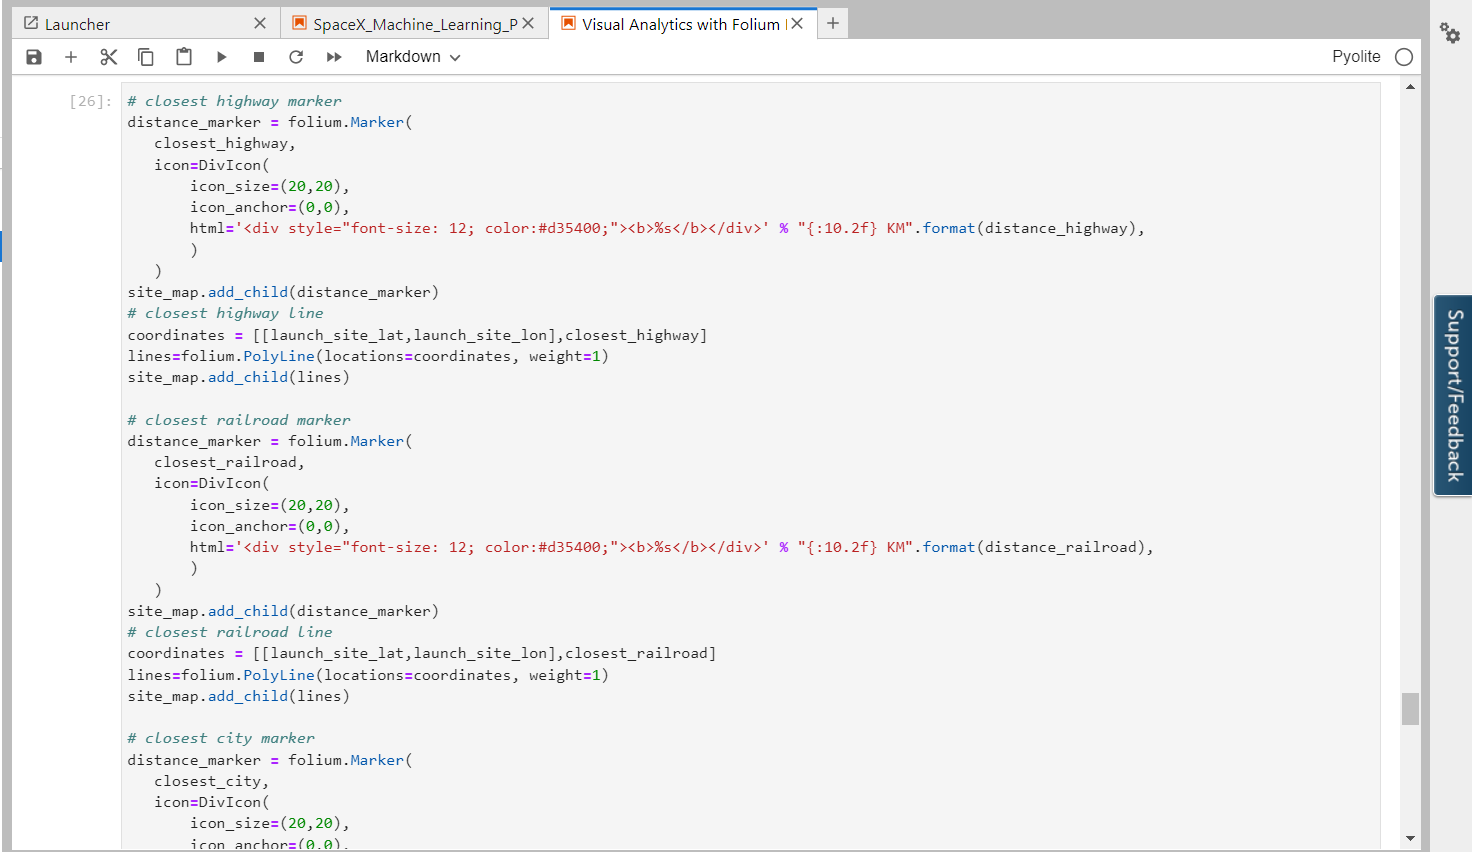 Launcher
SpaceX_Machine_Learning_P
Visual Analytics with Folium
Markdown
Pyolite
[26]:
# closest highway marker
distance_marker = folium.Marker(
   closest_highway,
   icon=DivIcon(
       icon_size=(20,20),
       icon_anchor=(0,0),
       html='<div style="font-size: 12; color:#d35400;"><b>%s</b></div>' % "{:10.2f} KM".format(distance_highway),
       )
   )
site_map.add_child(distance_marker)
# closest highway line
coordinates = [[launch_site_lat,launch_site_lon],closest_highway]
lines=folium.PolyLine(locations=coordinates, weight=1)
site_map.add_child(lines)
# closest railroad marker
distance_marker = folium.Marker(
   closest_railroad,
   icon=DivIcon(
       icon_size=(20,20),
       icon_anchor=(0,0),
       html='<div style="font-size: 12; color:#d35400;"><b>%s</b></div>' % "{:10.2f} KM".format(distance_railroad),
       )
   )
site_map.add_child(distance_marker)
# closest railroad line
coordinates = [[launch_site_lat,launch_site_lon],closest_railroad]
lines=folium.PolyLine(locations=coordinates, weight=1)
site_map.add_child(lines)
# closest city marker
distance_marker = folium.Marker(
   closest_city,
   icon=DivIcon(
       icon_size=(20,20),
       icon_anchor=(0,0),
Support/Feedback